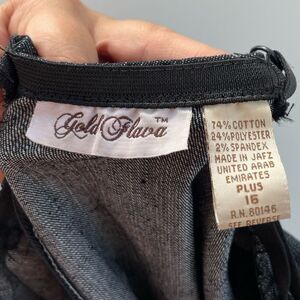 Gold Flava™
74% COTTON
24% POLYESTER
2% SPANDEX
MADE IN JAFZ
UNITED ARAB
EMIRATES
PLUS
16
R.N. 80146
SEE REVERSE